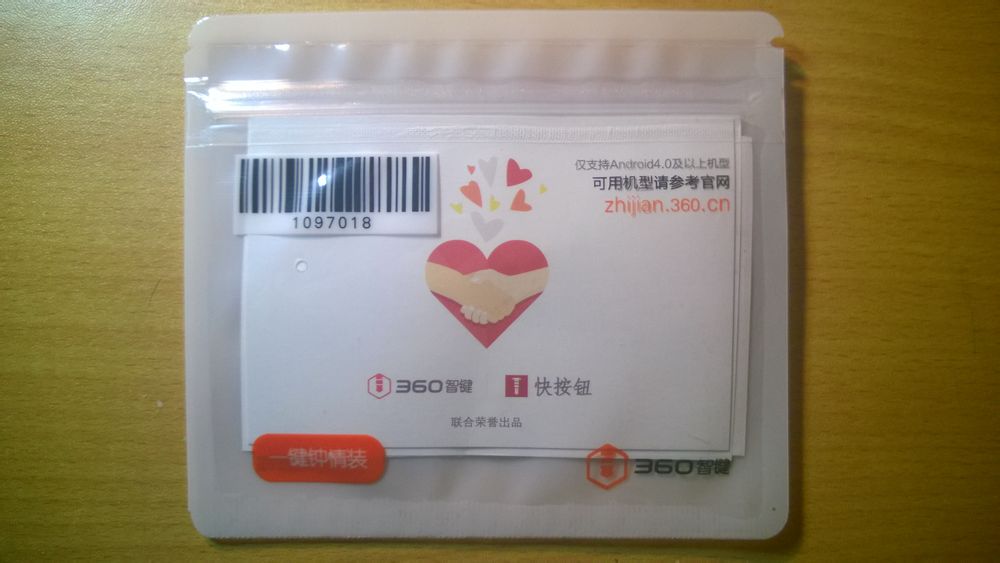 仅支持Android4.0及以上机型
可用机型请参考官网
zhijian.360.cn
1097018
360智键
快按钮
联合荣誉出品
一键钟情装
360智键